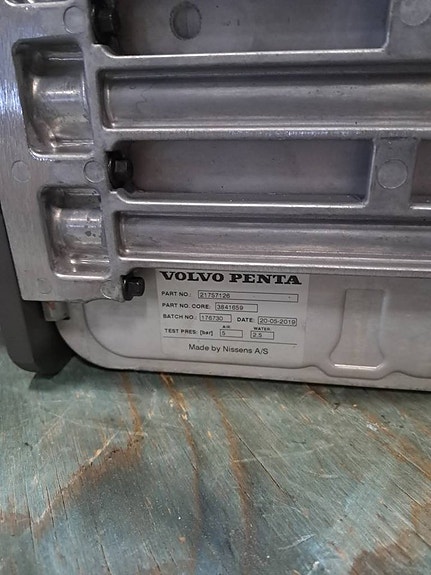 VOLVO PENTA
PART NO.: 21757126
PART NO. CORE: 3841659
BATCH NO.: 176730 DATE: 20-05-2019
AIR WATER
TEST PRES: [bar] 5 2.5
Made by Nissens A/S